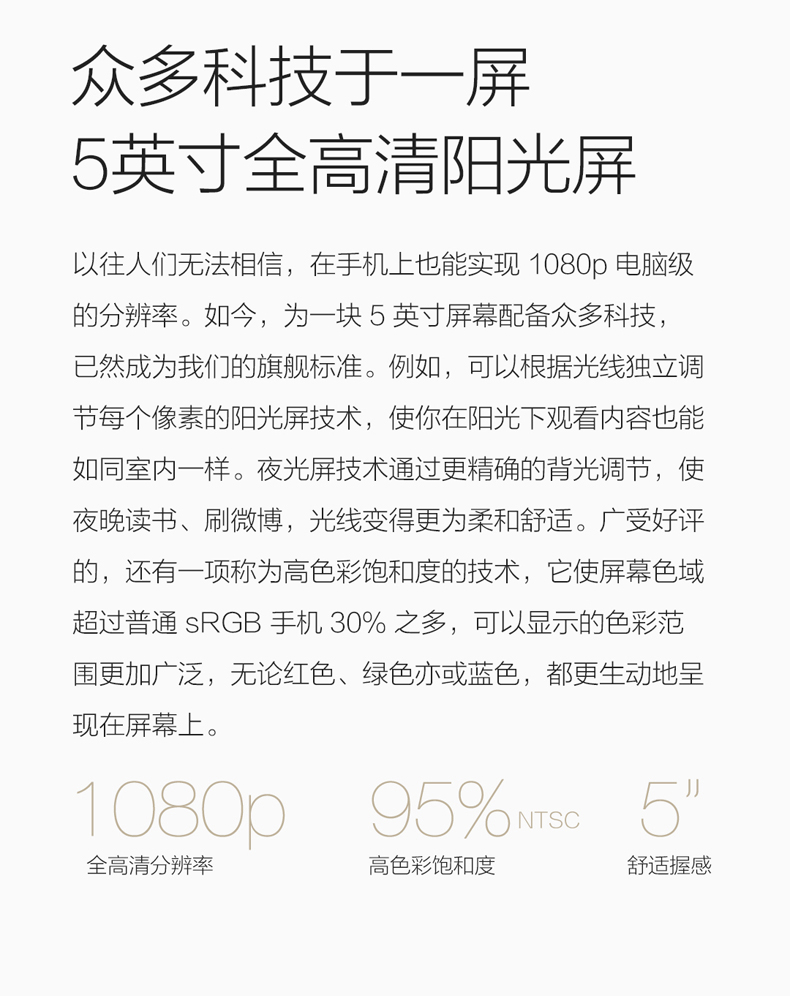 众多科技于一屏
5英寸全高清阳光屏
以往人们无法相信，在手机上也能实现 1080p 电脑级
的分辨率。如今，为一块 5 英寸屏幕配备众多科技，
已然成为我们的旗舰标准。例如，可以根据光线独立调
节每个像素的阳光屏技术，使你在阳光下观看内容也能
如同室内一样。夜光屏技术通过更精确的背光调节，使
夜晚读书、刷微博，光线变得更为柔和舒适。广受好评
的，还有一项称为高色彩饱和度的技术，它使屏幕色域
超过普通 sRGB 手机 30% 之多，可以显示的色彩范
围更加广泛，无论红色、绿色亦或蓝色，都更生动地呈
现在屏幕上。
1080p 95% NTSC 5”
全高清分辨率 高色彩饱和度 舒适握感